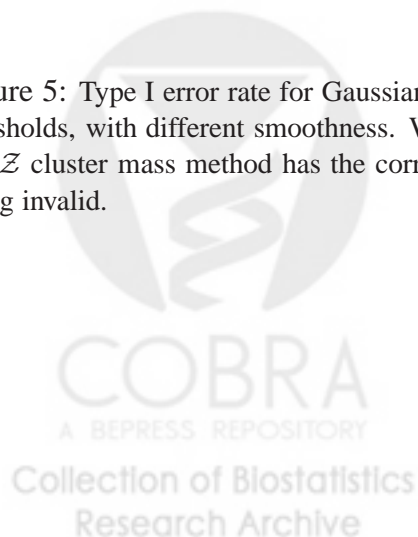 ure 5: Type I error rate for Gaussian
sholds, with different smoothness. V
Z cluster mass method has the corr
g invalid.
COBRA
A BEPRESS REPOSITORY
Collection of Biostatistics
Research Archive